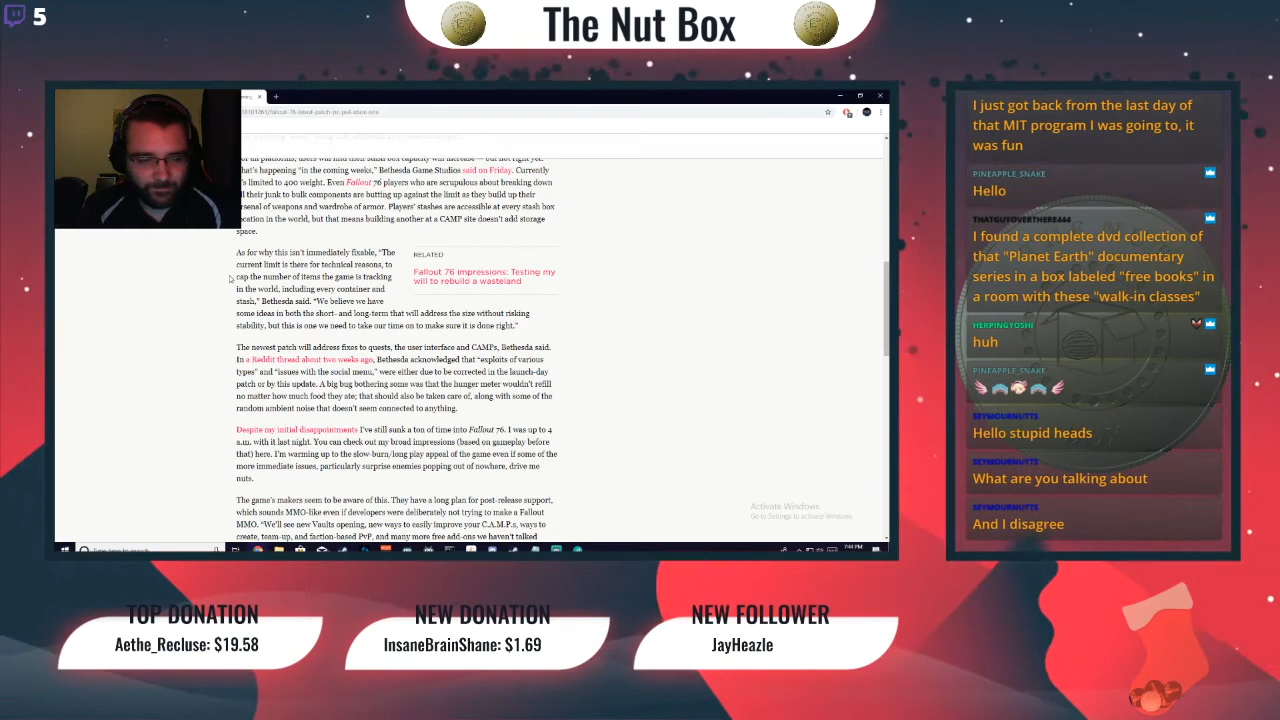 5
The Nut Box
101261/fallout-76-latest-patch-pc-ps4-xbox-one
For all platforms, users will find their stash box capacity will increase — but not right yet.
That's happening "in the coming weeks," Bethesda Game Studios said on Friday. Currently
limited to 400 weight. Even Fallout 76 players who are scrupulous about breaking down
their junk to bulk components are butting up against the limit as they build up their
arsenal of weapons and wardrobe of armor. Players' stashes are accessible at every stash box
location in the world, but that means building another at a CAMP site doesn't add storage
space.
As for why this isn't immediately fixable, "The
current limit is there for technical reasons, to
cap the number of items the game is tracking
in the world, including every container and
stash," Bethesda said. "We believe we have
some ideas in both the short- and long-term that will address the size without risking
stability, but this is one we need to take our time on to make sure it is done right."
RELATED
Fallout 76 impressions: Testing my
will to rebuild a wasteland
The newest patch will address fixes to quests, the user interface and CAMPs, Bethesda said.
In a Reddit thread about two weeks ago, Bethesda acknowledged that "exploits of various
types" and "issues with the social menu," were either due to be corrected in the launch-day
patch or by this update. A big bug bothering some was that the hunger meter wouldn't refill
no matter how much food they ate; that should also be taken care of, along with some of the
random ambient noise that doesn't seem connected to anything.
Despite my initial disappointments I've still sunk a ton of time into Fallout 76. I was up to 4
a.m. with it last night. You can check out my broad impressions (based on gameplay before
that) here. I'm warming up to the slow-burn/long play appeal of the game even if some of the
more immediate issues, particularly surprise enemies popping out of nowhere, drive me
nuts.
The game's makers seem to be aware of this. They have a long plan for post-release support,
which sounds MMO-like even if developers were deliberately not trying to make a Fallout
MMO. "We'll see new Vaults opening, new ways to easily improve your C.A.M.P.s, ways to
create, team-up, and faction-based PvP, and many more free add-ons we haven't talked
Activate Windows
Go to Settings to activate Windows.
7:44 PM
I just got back from the last day of
that MIT program I was going to, it
was fun
PINEAPPLE_SNAKE
Hello
THATGUYOVERTHERE444
I found a complete dvd collection of
that "Planet Earth" documentary
series in a box labeled "free books" in
a room with these "walk-in classes"
HERPINGYOSHI
huh
PINEAPPLE_SNAKE
SEYMOURNUTTS
Hello stupid heads
SEYMOURNUTTS
What are you talking about
SEYMOURNUTTS
And I disagree
TOP DONATION
Aethe_Recluse: $19.58
NEW DONATION
InsaneBrainShane: $1.69
NEW FOLLOWER
JayHeazle